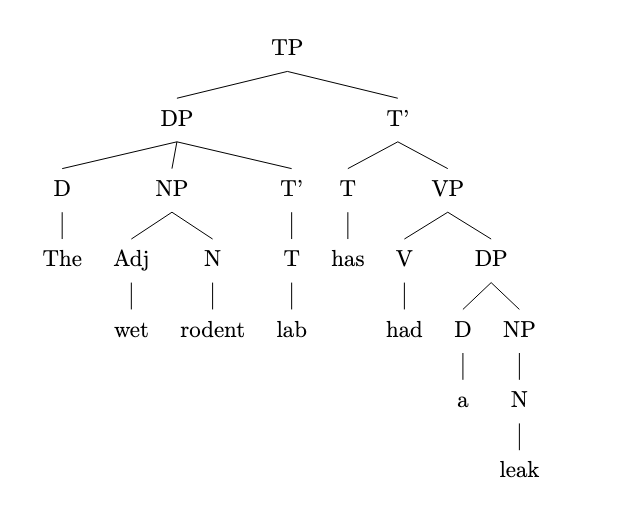 TP
DP T'
D NP T' T VP
The Adj N T has V DP
wet rodent lab had D NP
a N
leak